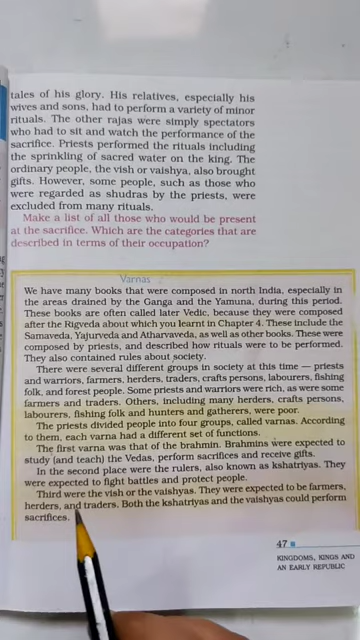 tales of his glory. His relatives, especially his
wives and sons, had to perform a variety of minor
rituals. The other rajas were simply spectators
who had to sit and watch the performance of the
sacrifice. Priests performed the rituals including
the sprinkling of sacred water on the king. The
ordinary people, the vish or vaishya, also brought
gifts. However, some people, such as those who
were regarded as shudras by the priests, were
excluded from many rituals.
Make a list of all those who would be present
at the sacrifice. Which are the categories that are
described in terms of their occupation?
Varnas
We have many books that were composed in north India, especially in
the areas drained by the Ganga and the Yamuna, during this period.
These books are often called later Vedic, because they were composed
after the Rigveda about which you learnt in Chapter 4. These include the
Samaveda, Yajurveda and Atharvaveda, as well as other books. These were
composed by priests, and described how rituals were to be performed.
They also contained rules about society.
There were several different groups in society at this time — priests
and warriors, farmers, herders, traders, crafts persons, labourers, fishing
folk, and forest people. Some priests and warriors were rich, as were some
farmers and traders. Others, including many herders, crafts persons,
labourers, fishing folk and hunters and gatherers, were poor.
The priests divided people into four groups, called varnas. According
to them, each varna had a different set of functions.
The first varna was that of the brahmin. Brahmins were expected to
study (and teach) the Vedas, perform sacrifices and receive gifts.
In the second place were the rulers, also known as kshatriyas. They
were expected to fight battles and protect people.
Third were the vish or the vaishyas. They were expected to be farmers,
herders, and traders. Both the kshatriyas and the vaishyas could perform
sacrifices.
47
KINGDOMS, KINGS AND
AN EARLY REPUBLIC